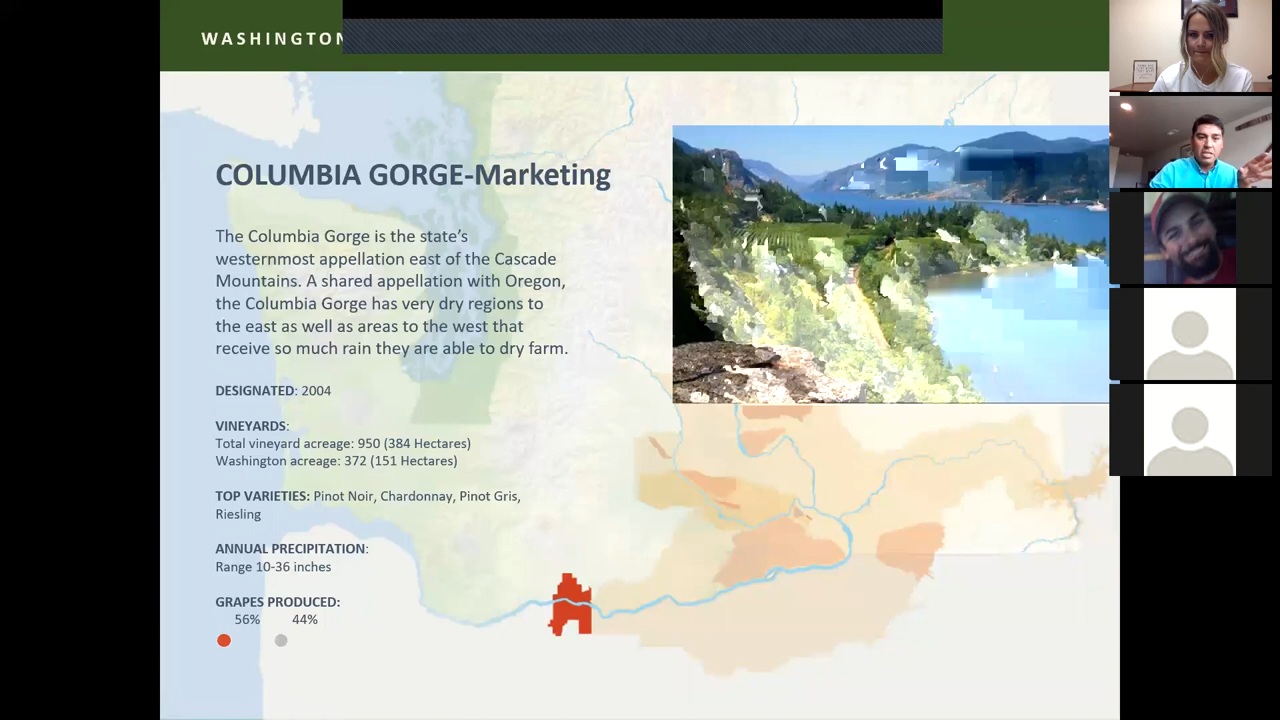 WASHINGTON
COLUMBIA GORGE-Marketing
The Columbia Gorge is the state's
westernmost appellation east of the Cascade
Mountains. A shared appellation with Oregon,
the Columbia Gorge has very dry regions to
the east as well as areas to the west that
receive so much rain they are able to dry farm.
DESIGNATED: 2004
VINEYARDS:
Total vineyard acreage: 950 (384 Hectares)
Washington acreage: 372 (151 Hectares)
TOP VARIETIES: Pinot Noir, Chardonnay, Pinot Gris,
Riesling
ANNUAL PRECIPITATION:
Range 10-36 inches
GRAPES PRODUCED:
56% 44%